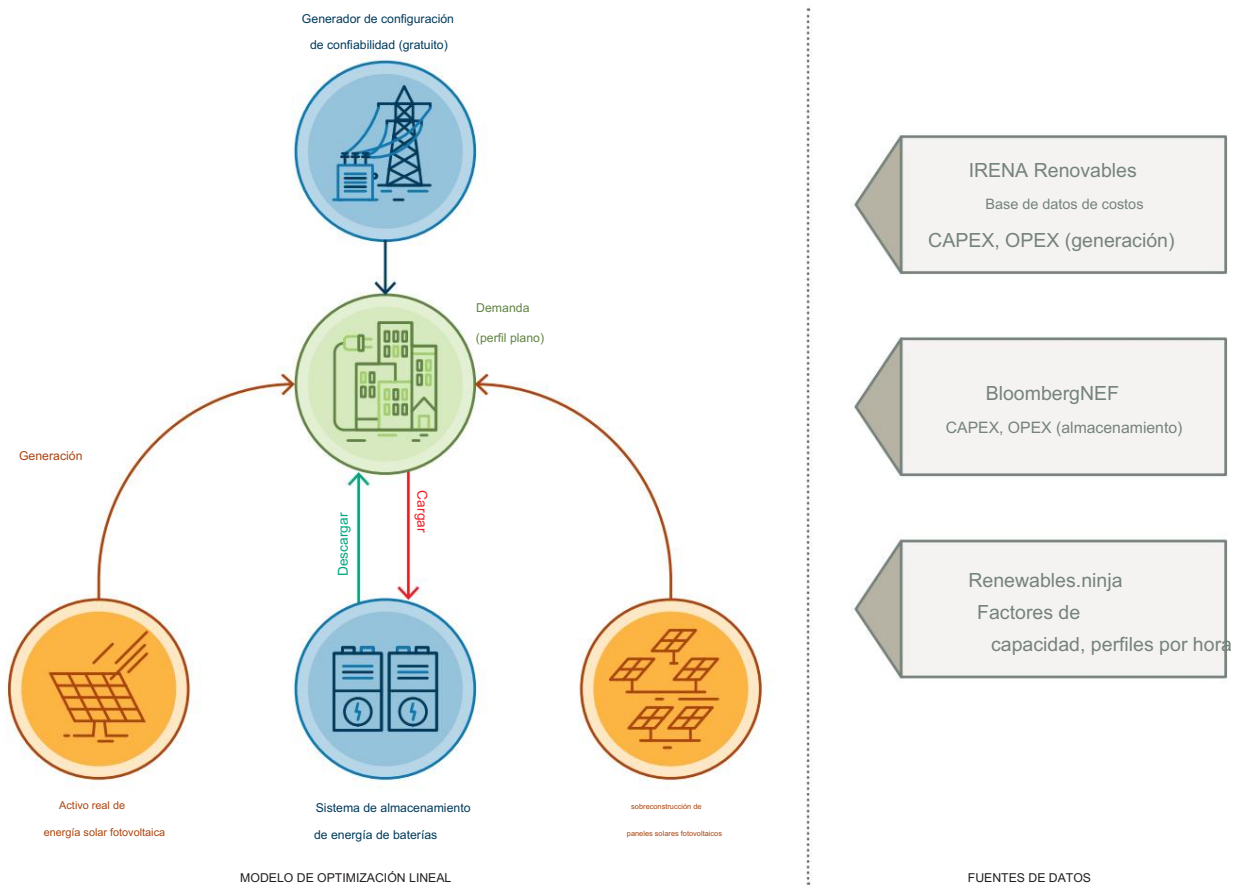 Generador de configuración
de confiabilidad (gratuito)
Demanda
(perfil plano)
Generación
Descargar
Cargar
Activo real de
energía solar fotovoltaica
Sistema de almacenamiento
de energía de baterías
sobreconstrucción de
paneles solares fotovoltaicos
MODELO DE OPTIMIZACIÓN LINEAL
IRENA Renovables
Base de datos de costos
CAPEX, OPEX (generación)
BloombergNEF
CAPEX, OPEX (almacenamiento)
Renewables.ninja
Factores de
capacidad, perfiles por hora
FUENTES DE DATOS